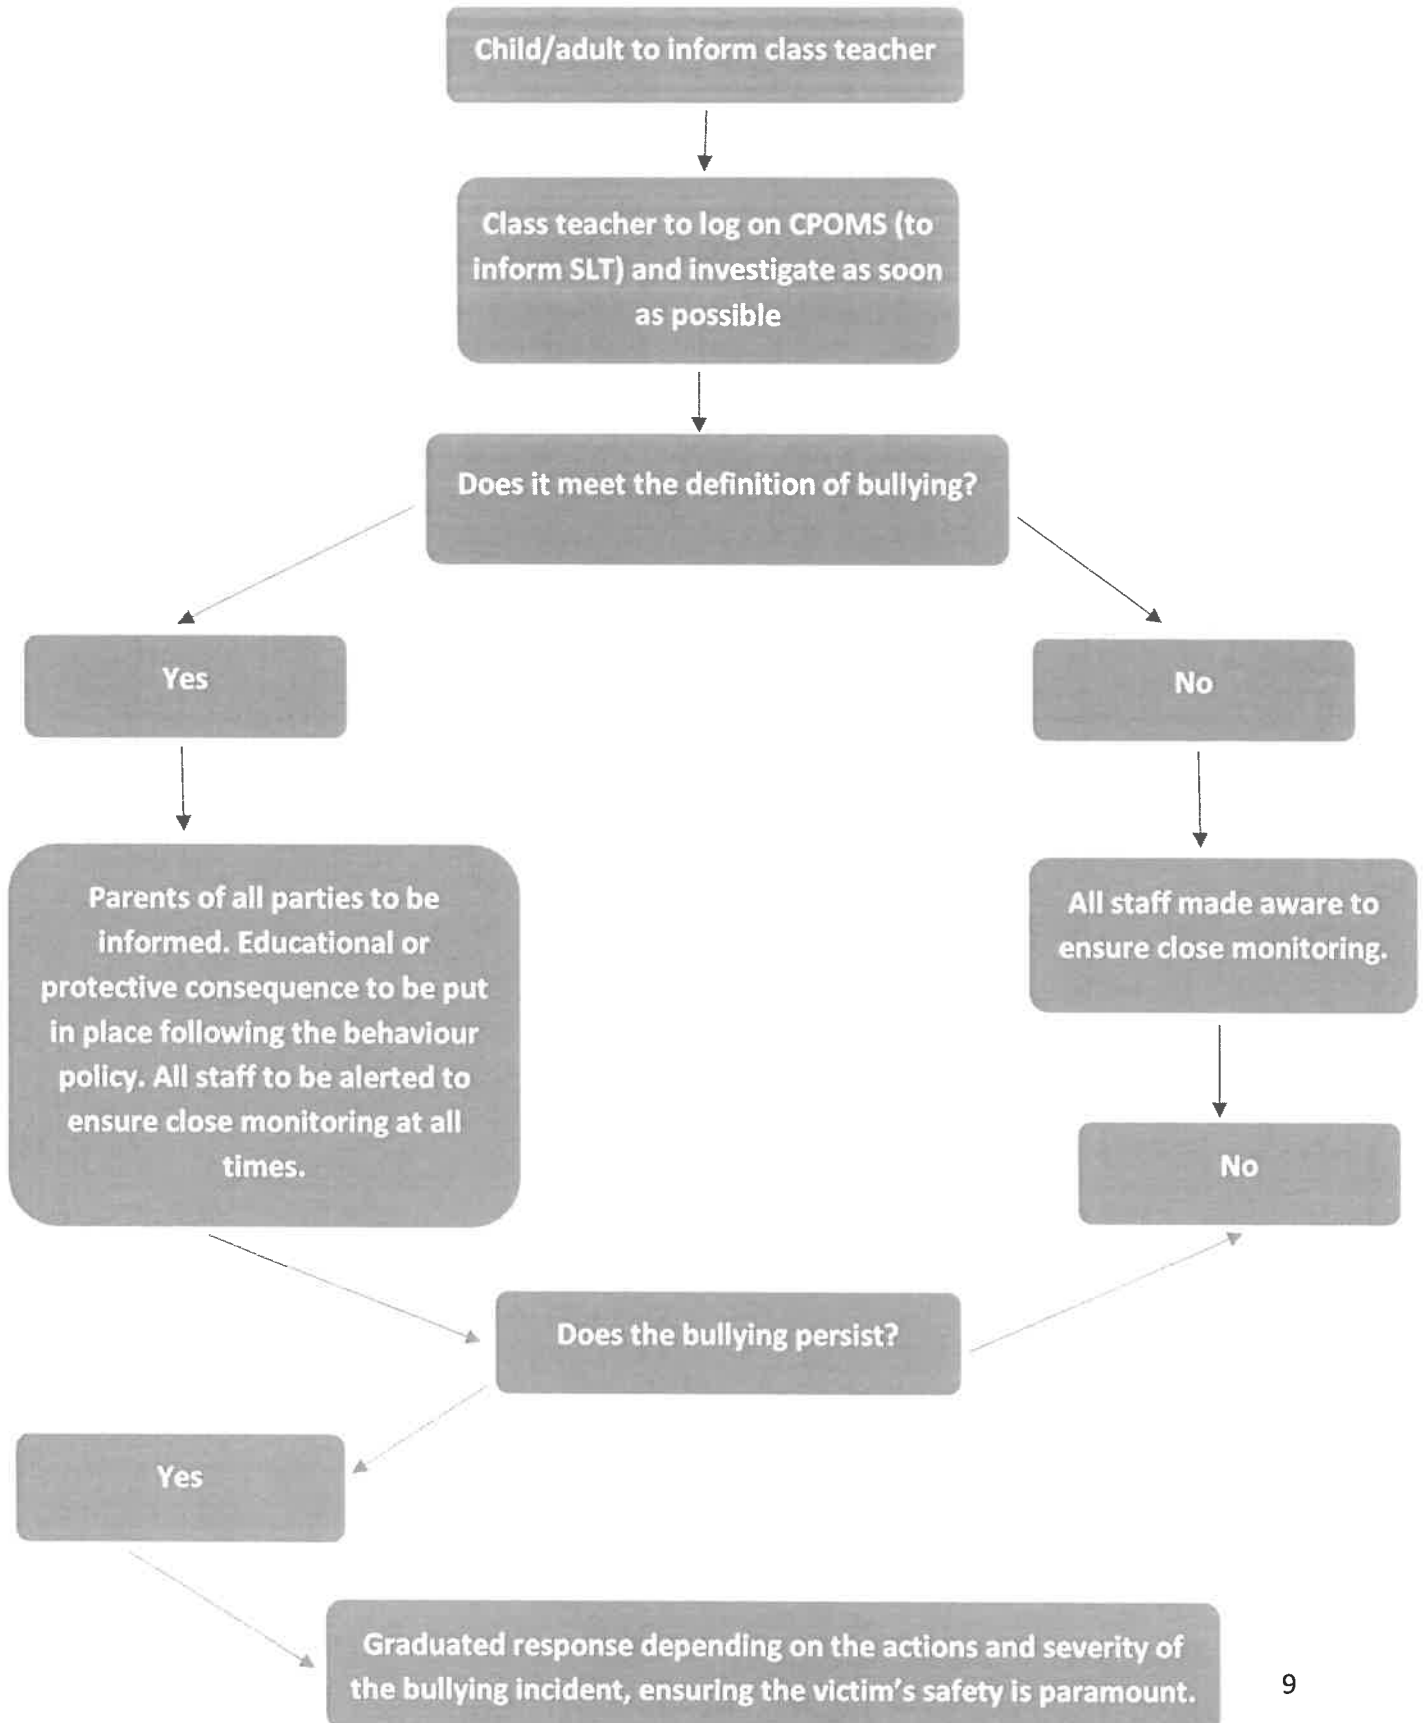 Child/adult to inform class teacher
Class teacher to log on CPOMS (to
inform SLT) and investigate as soon
as possible
Does it meet the definition of bullying?
Yes
No
Parents of all parties to be
informed. Educational or
protective consequence to be put
in place following the behaviour
policy. All staff to be alerted to
ensure close monitoring at all
times.
All staff made aware to
ensure close monitoring.
No
Does the bullying persist?
Yes
Graduated response depending on the actions and severity of
the bullying incident, ensuring the victim's safety is paramount.
9